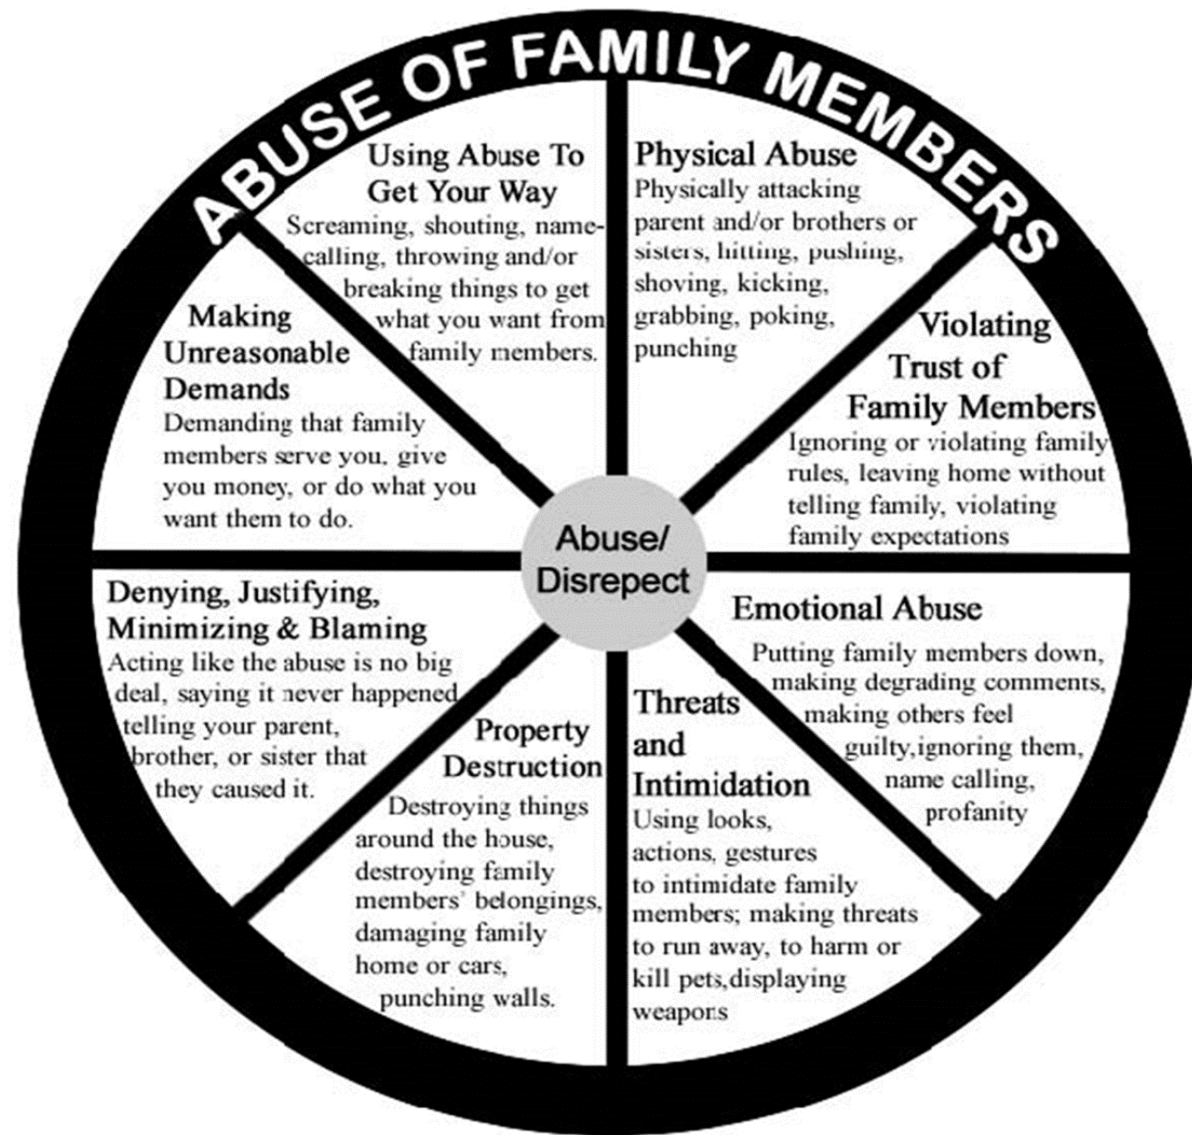 ABUSE OF FAMILY MEMBERS
Using Abuse To
Get Your Way
Screaming, shouting, name-
calling, throwing and/or
breaking things to get
what you want from
family members.
Physical Abuse
Physically attacking
parent and/or brothers or
sisters, hitting, pushing,
shoving, kicking,
grabbing, poking,
punching
Violating
Trust of
Family Members
Ignoring or violating family
rules, leaving home without
telling family, violating
family expectations
Emotional Abuse
Putting family members down,
making degrading comments,
making others feel
guilty,ignoring them,
name calling,
profanity
Threats
and
Intimidation
Using looks,
actions, gestures
to intimidate family
members; making threats
to run away, to harm or
kill pets,displaying
weapons
Property
Destruction
Destroying things
around the house,
destroying family
members' belongings,
damaging family
home or cars,
punching walls.
Denying, Justifying,
Minimizing & Blaming
Acting like the abuse is no big
deal, saying it never happened
telling your parent,
brother, or sister that
they caused it.
Making
Unreasonable
Demands
Demanding that family
members serve you, give
you money, or do what you
want them to do.
Abuse/
Disrepect